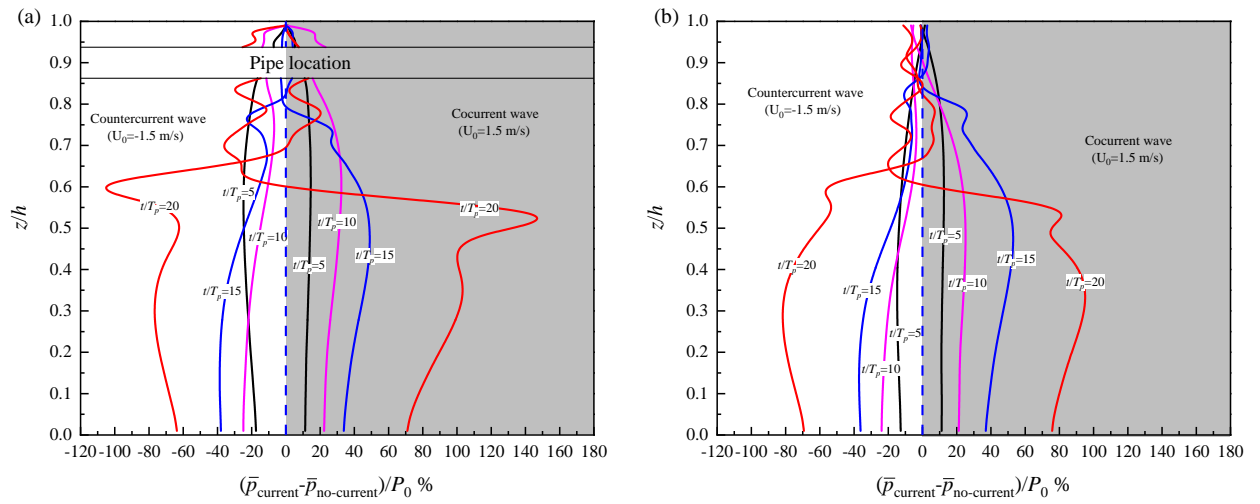 (a)
1.0
0.9
0.8
0.7
0.6
0.5
0.4
0.3
0.2
0.1
0.0
z/h
Pipe location
Countercurrent wave
(U₀=-1.5 m/s)
Cocurrent wave
(U₀=1.5 m/s)
t/Tₚ=5
t/Tₚ=20
t/Tₚ=20
t/Tₚ=10
t/Tₚ=10
t/Tₚ=15
t/Tₚ=5
t/Tₚ=15
-120 -100 -80 -60 -40 -20 0 20 40 60 80 100 120 140 160 180
(p̅current-p̅no-current)/P₀ %
(b)
1.0
0.9
0.8
0.7
0.6
0.5
0.4
0.3
0.2
0.1
0.0
z/h
Countercurrent wave
(U₀=-1.5 m/s)
Cocurrent wave
(U₀=1.5 m/s)
t/Tₚ=5
t/Tₚ=20
t/Tₚ=15
t/Tₚ=10
t/Tₚ=20
t/Tₚ=15
t/Tₚ=5
t/Tₚ=10
-120 -100 -80 -60 -40 -20 0 20 40 60 80 100 120 140 160 180
(p̅current-p̅no-current)/P₀ %